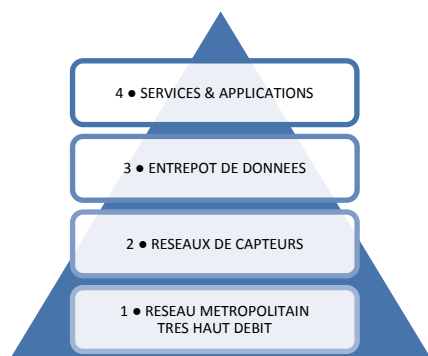 4 ● SERVICES & APPLICATIONS
3 ● ENTREPOT DE DONNEES
2 ● RESEAUX DE CAPTEURS
1 ● RESEAU METROPOLITAIN
TRES HAUT DEBIT